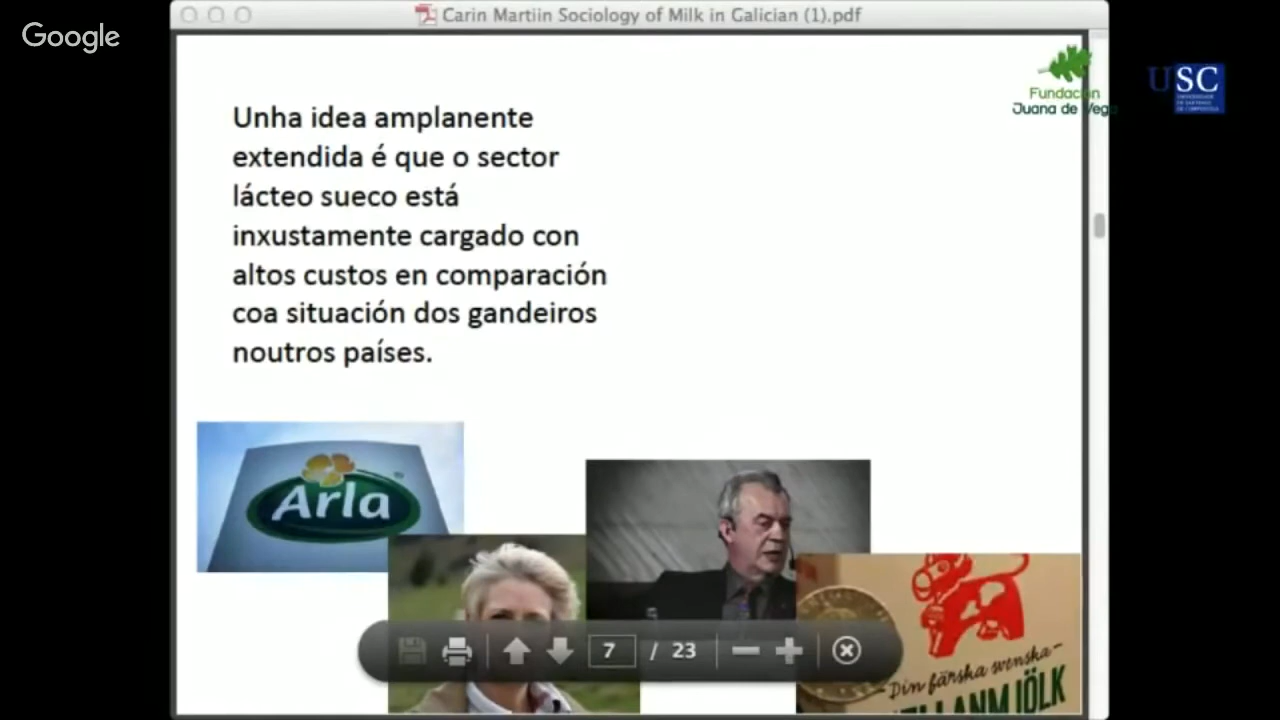 Google
Carin Martiin Sociology of Milk in Galician (1).pdf
Fundación
Juana de Vega
USC
Unha idea amplanente
extendida é que o sector
lácteo sueco está
inxustamente cargado con
altos custos en comparación
coa situación dos gandeiros
noutros países.
Arla
7 / 23
Din färska svenska
ELLANMJÖLK